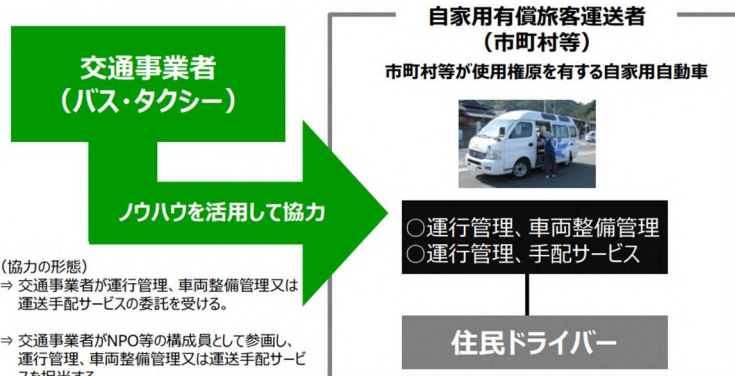 交通事業者
（バス・タクシー）
ノウハウを活用して協力
（協力の形態）
⇒ 交通事業者が運行管理、車両整備管理又は
運送手配サービスの委託を受ける。
⇒ 交通事業者がNPO等の構成員として参画し、
運行管理、車両整備管理又は運送手配サービ
スを担当する
自家用有償旅客運送者
（市町村等）
市町村等が使用権原を有する自家用自動車
○運行管理、車両整備管理
○運行管理、手配サービス
住民ドライバー